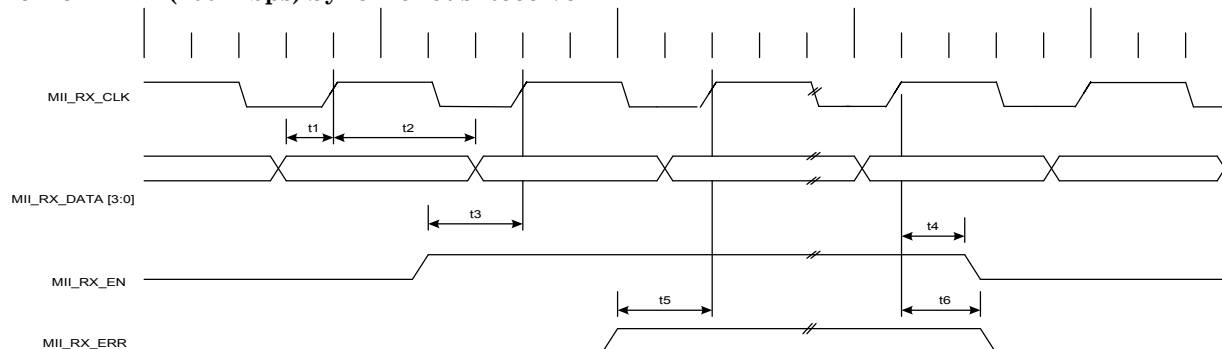 MII_RX_CLK
t1
t2
MII_RX_DATA [3:0]
t3
t4
MII_RX_EN
t5
t6
MII_RX_ERR